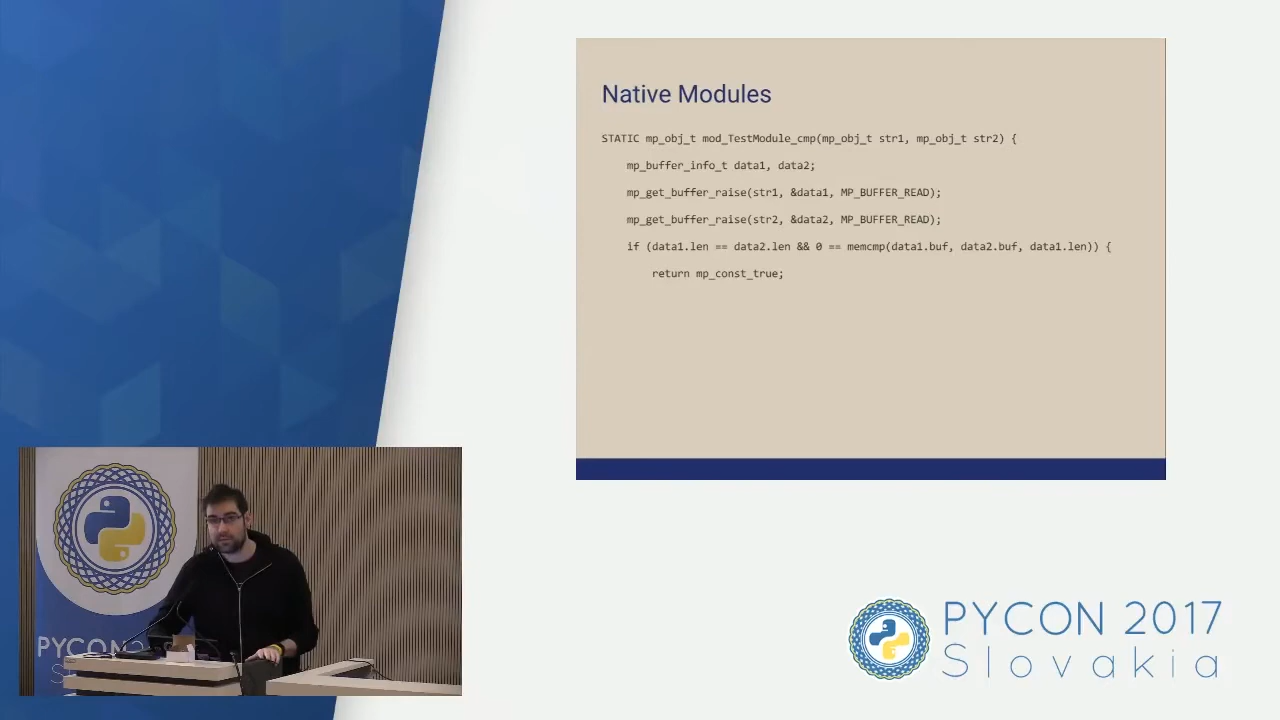 Native Modules
STATIC mp_obj_t mod_TestModule_cmp(mp_obj_t str1, mp_obj_t str2) {
mp_buffer_info_t data1, data2;
mp_get_buffer_raise(str1, &data1, MP_BUFFER_READ);
mp_get_buffer_raise(str2, &data2, MP_BUFFER_READ);
if (data1.len == data2.len && 0 == memcmp(data1.buf, data2.buf, data1.len)) {
return mp_const_true;
PYCON 2017
Slovakia
PYCON